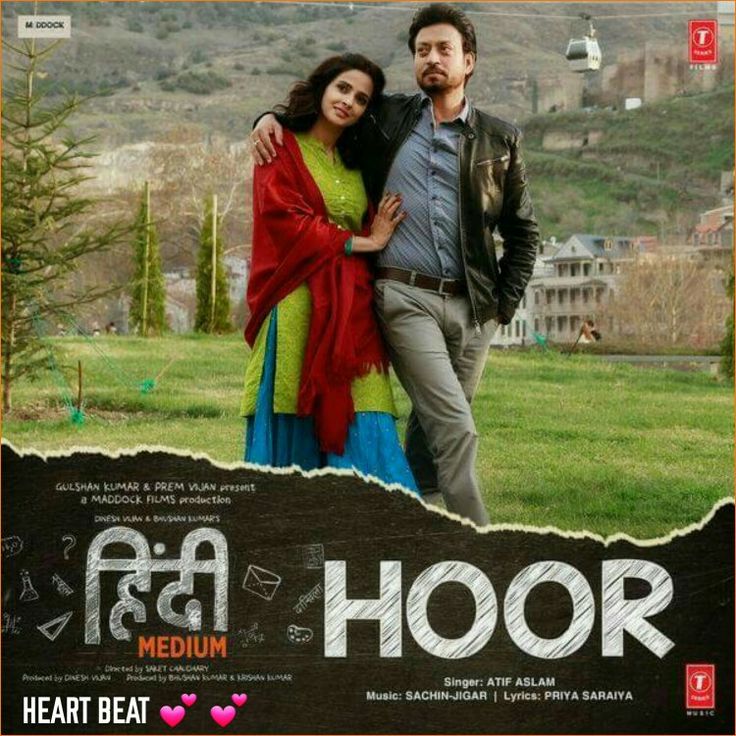 MADDOCK
T
SERIES
FILMS
GULSHAN KUMAR & PREM VIJAN present
a MADDOCK FILMS production
DINESH VIJAN & BHUSHAN KUMAR'S
हिंदी
MEDIUM
HOOR
दाखिला
Directed by SAKET CHAUDHARY
Produced by DINESH VIJAN Produced by BHUSHAN KUMAR & KRISHAN KUMAR
Singer: ATIF ASLAM
Music: SACHIN-JIGAR | Lyrics: PRIYA SARAIYA
T
SERIES
MUSIC
HEART BEAT 💕 💕